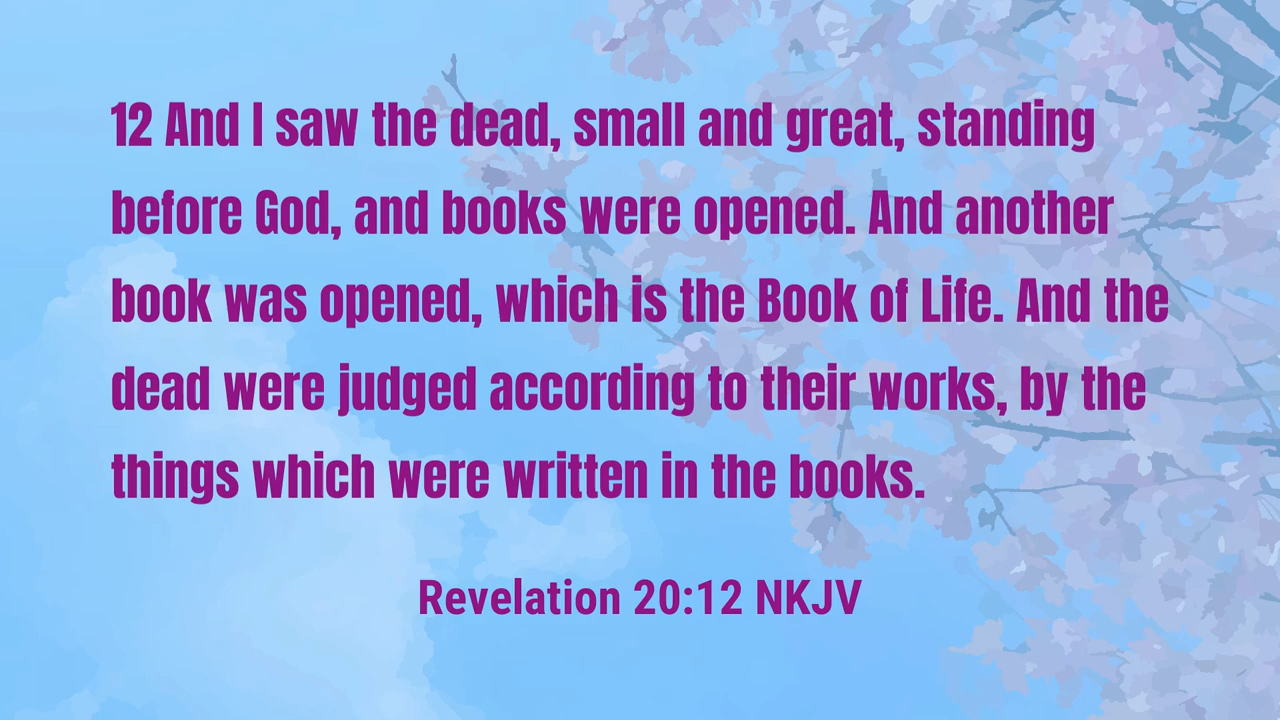 12 And I saw the dead, small and great, standing
before God, and books were opened. And another
book was opened, which is the Book of Life. And the
dead were judged according to their works, by the
things which were written in the books.
Revelation 20:12 NKJV